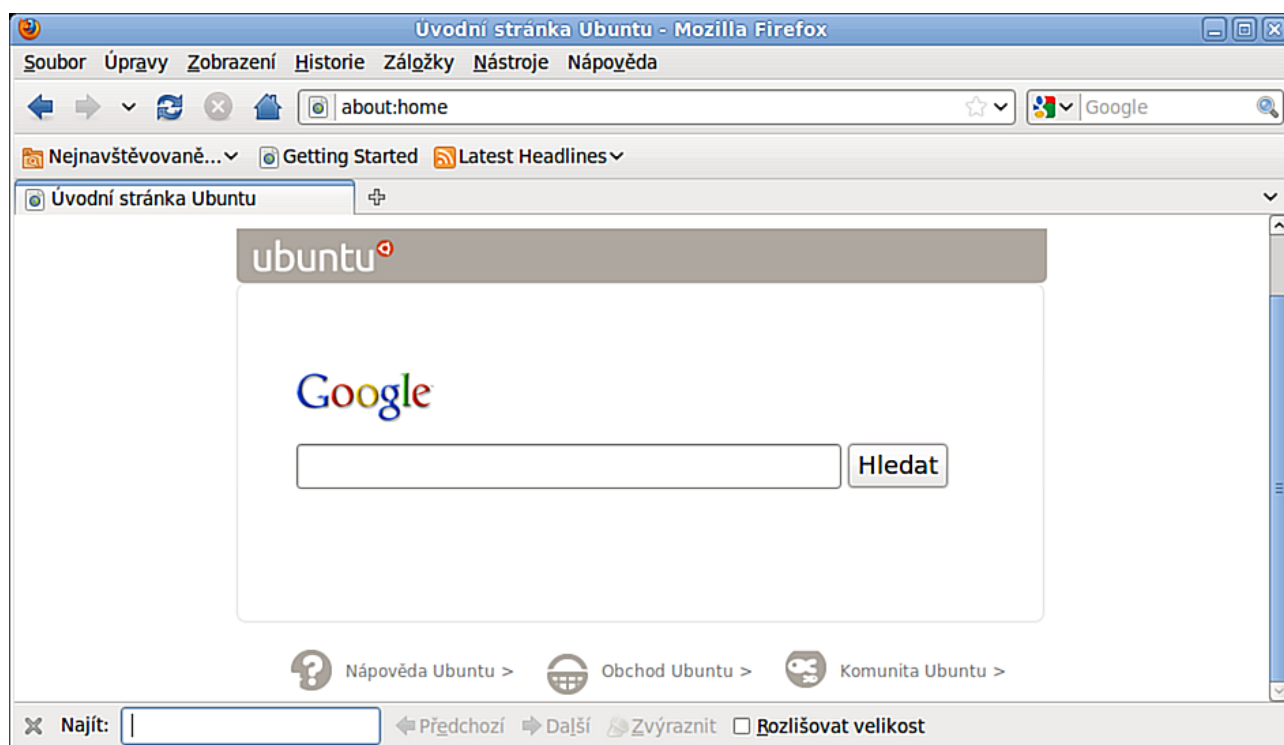 Úvodní stránka Ubuntu - Mozilla Firefox
Soubor Úpravy Zobrazení Historie Záložky Nástroje Nápověda
about:home Google
Nejnavštěvovaně... Getting Started Latest Headlines
Úvodní stránka Ubuntu
ubuntu
Google
Hledat
Nápověda Ubuntu > Obchod Ubuntu > Komunita Ubuntu >
Najít: Předchozí Další Zvýraznit Rozlišovat velikost